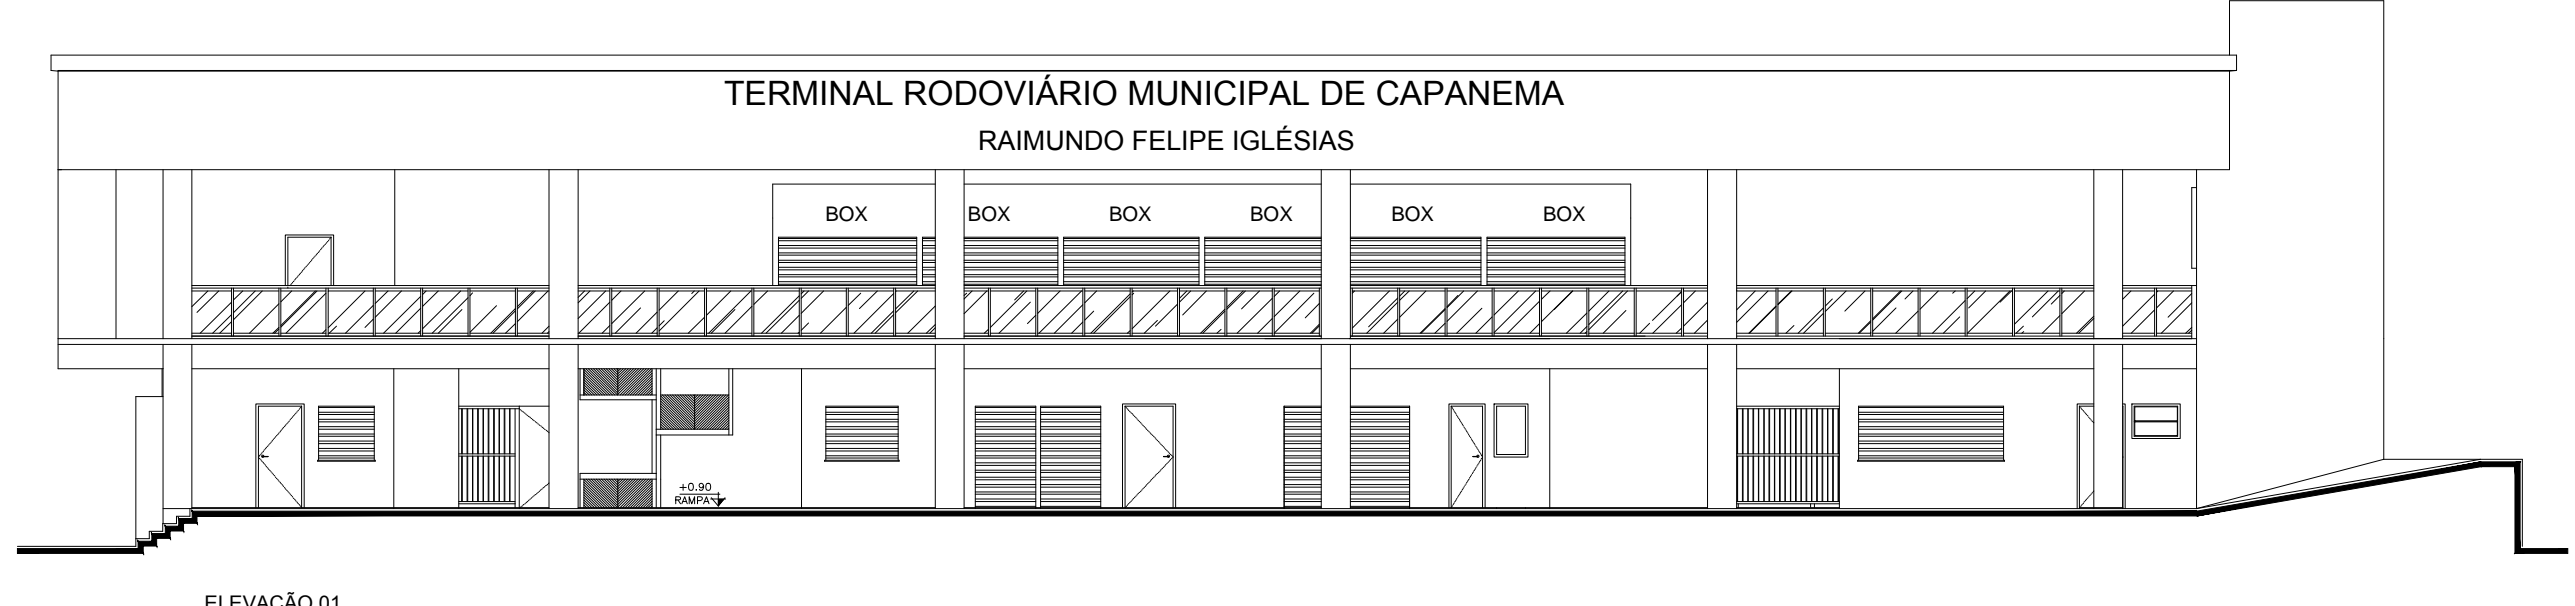 TERMINAL RODOVIÁRIO MUNICIPAL DE CAPANEMA
RAIMUNDO FELIPE IGLÉSIAS
BOX BOX BOX BOX BOX BOX
+0.90
RAMPA
ELEVAÇÃO 01